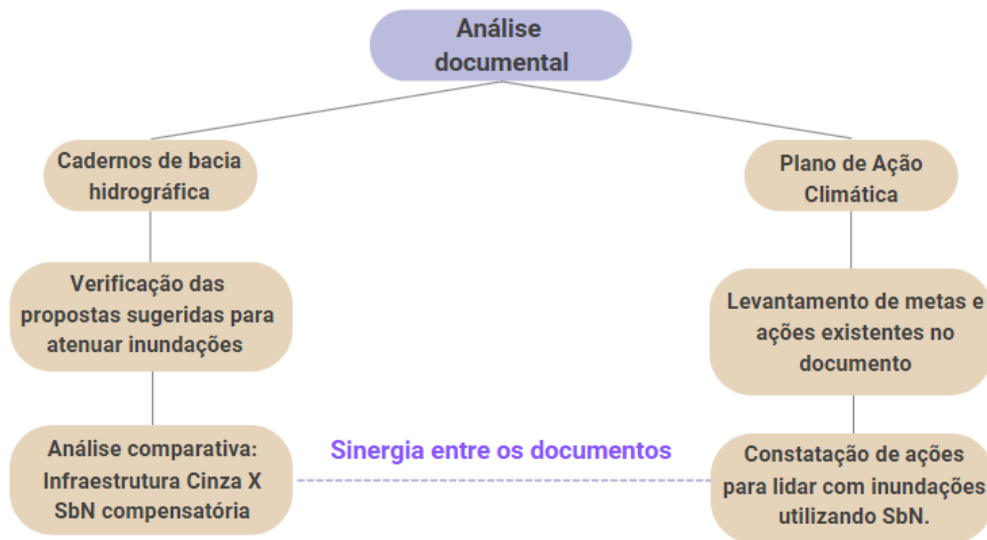 Análise
documental
Cadernos de bacia
hidrográfica
Plano de Ação
Climática
Verificação das
propostas sugeridas para
atenuar inundações
Levantamento de metas e
ações existentes no
documento
Análise comparativa:
Infraestrutura Cinza X
SbN compensatória
Sinergia entre os documentos
Constatação de ações
para lidar com inundações
utilizando SbN.